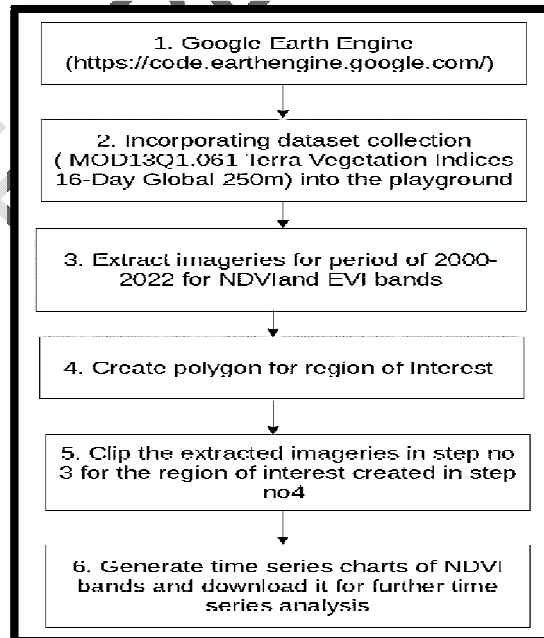 1. Google Earth Engine
(https://code.earthengine.google.com/)
2. Incorporating dataset collection
( MOD13Q1.061 Terra Vegetation Indices
16-Day Global 250m) into the playground
3. Extract imageries for period of 2000-
2022 for NDVIand EVI bands
4. Create polygon for region of Interest
5. Clip the extracted imageries in step no
3 for the region of interest created in step
no4
6. Generate time series charts of NDVI
bands and download it for further time
series analysis